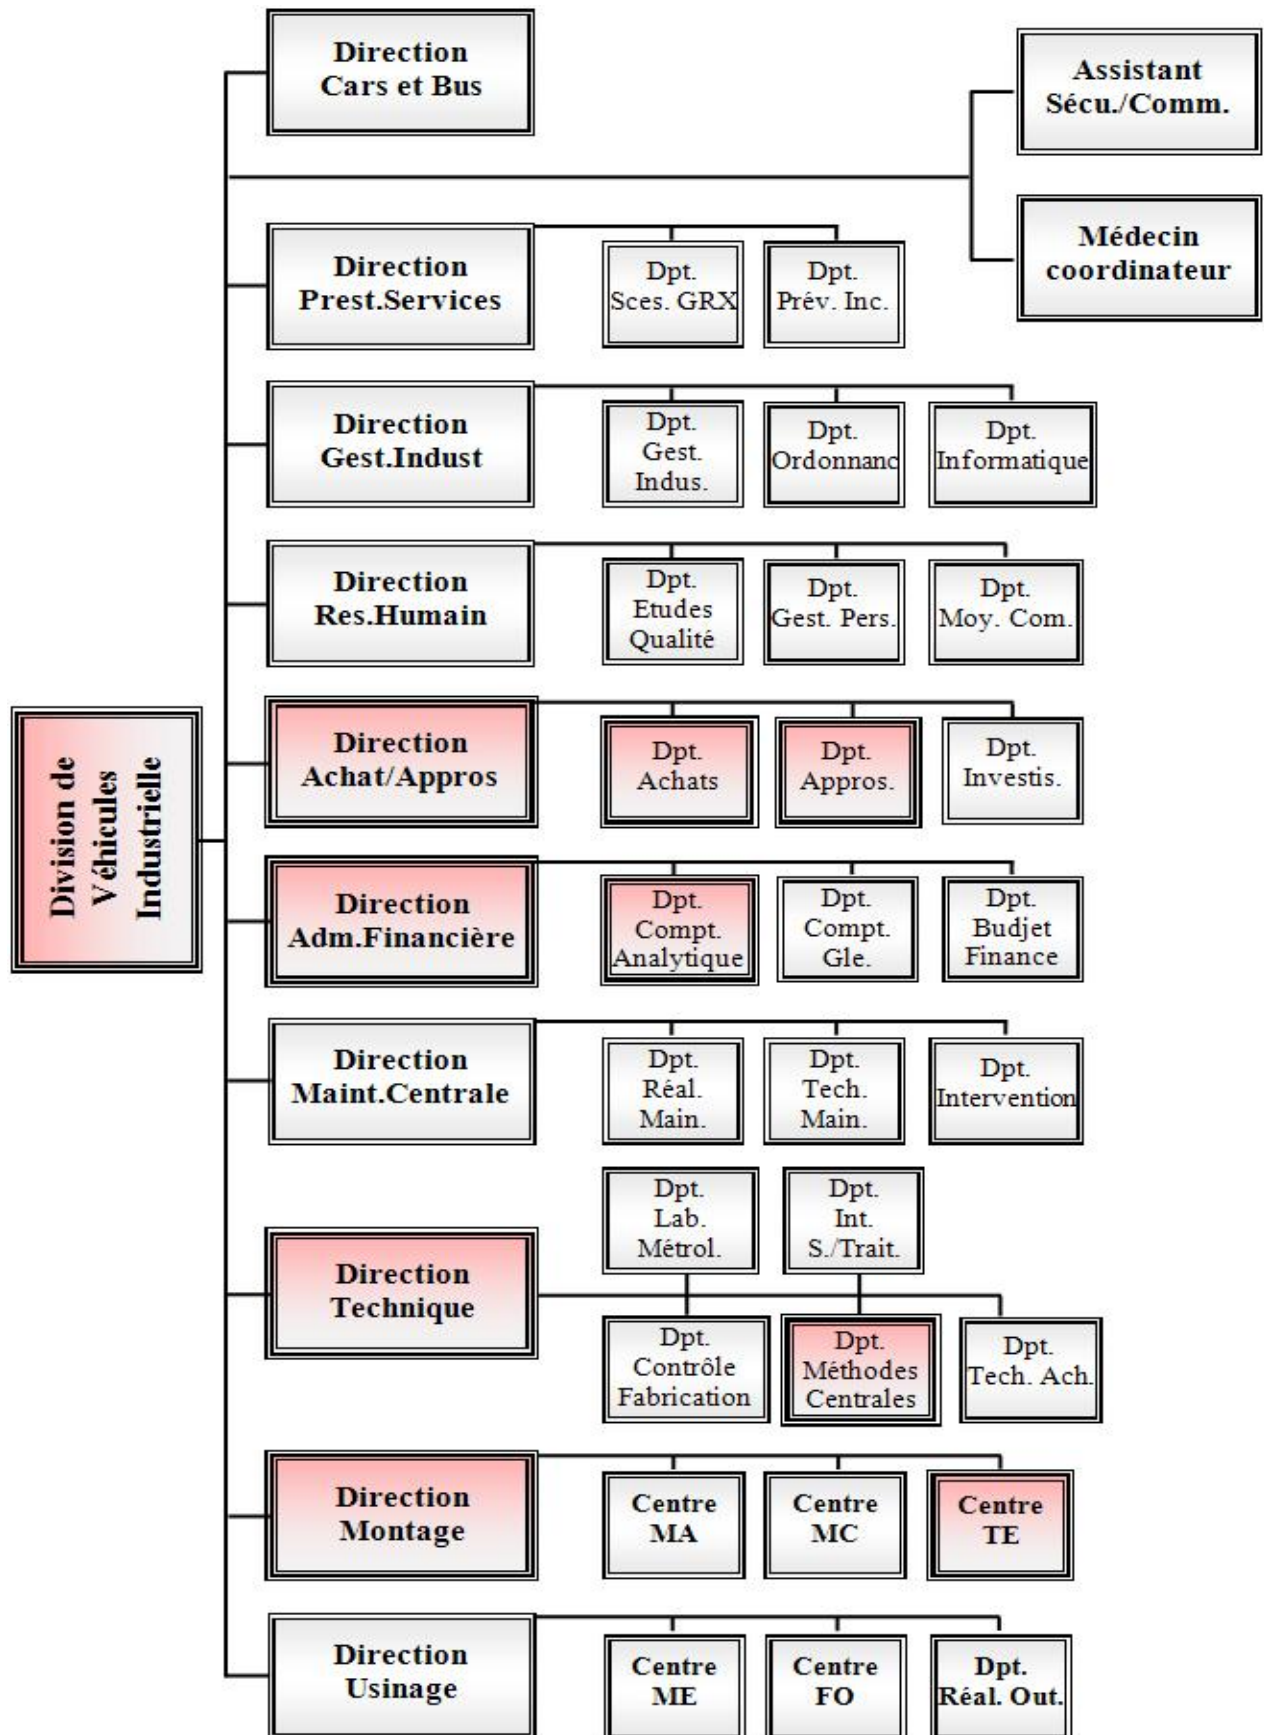 Direction
Cars et Bus
Assistant
Sécu./Comm.
Médecin
coordinateur
Direction
Prest.Services
Dpt.
Sces. GRX
Dpt.
Prév. Inc.
Direction
Gest.Indust
Dpt.
Gest.
Indus.
Dpt.
Ordonnanc
Dpt.
Informatique
Direction
Res.Humain
Dpt.
Etudes
Qualité
Dpt.
Gest. Pers.
Dpt.
Moy. Com.
Division de
Véhicules
Industrielle
Direction
Achat/Appros
Dpt.
Achats
Dpt.
Appros.
Dpt.
Investis.
Direction
Adm.Financière
Dpt.
Compt.
Analytique
Dpt.
Compt.
Gle.
Dpt.
Budjet
Finance
Direction
Maint.Centrale
Dpt.
Réal.
Main.
Dpt.
Tech.
Main.
Dpt.
Intervention
Dpt.
Lab.
Métrol.
Dpt.
Int.
S./Trait.
Direction
Technique
Dpt.
Contrôle
Fabrication
Dpt.
Méthodes
Centrales
Dpt.
Tech. Ach.
Direction
Montage
Centre
MA
Centre
MC
Centre
TE
Direction
Usinage
Centre
ME
Centre
FO
Dpt.
Réal. Out.